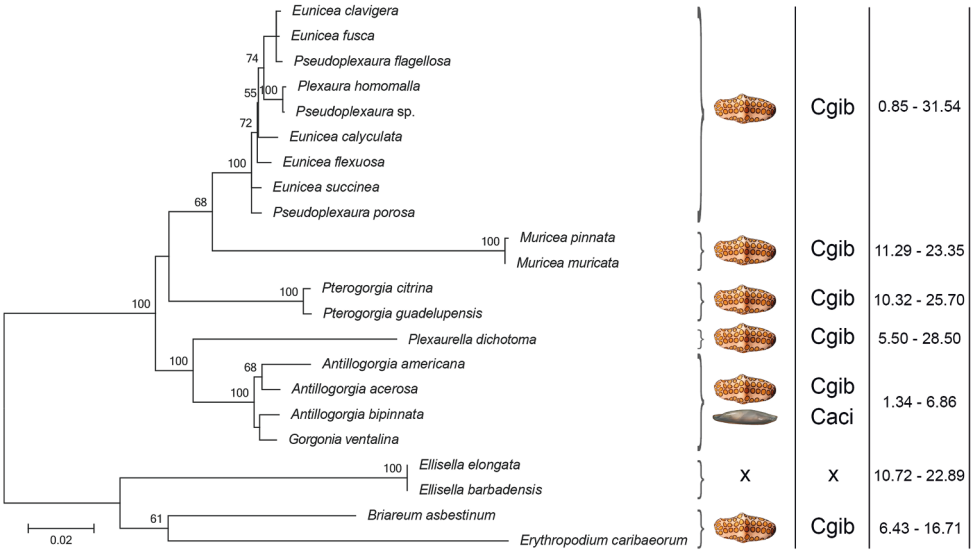 Eunicea clavigera
Eunicea fusca
74
Pseudoplexaura flagellosa
Plexaura homomalla
55
100
Pseudoplexaura sp.
Cgib
0.85 - 31.54
72
Eunicea calyculata
100
Eunicea flexuosa
Eunicea succinea
68
Pseudoplexaura porosa
100
Muricea pinnata
Muricea muricata
Cgib
11.29 - 23.35
100
Pterogorgia citrina
Pterogorgia guadelupensis
Cgib
10.32 - 25.70
100
Plexaurella dichotoma
Cgib
5.50 - 28.50
100
68
Antillogorgia americana
100
Antillogorgia acerosa
Antillogorgia bipinnata
Gorgonia ventalina
Cgib
Caci
1.34 - 6.86
100
Ellisella elongata
Ellisella barbadensis
x
x
10.72 - 22.89
61
Briareum asbestinum
Erythropodium caribaeorum
Cgib
6.43 - 16.71
0.02